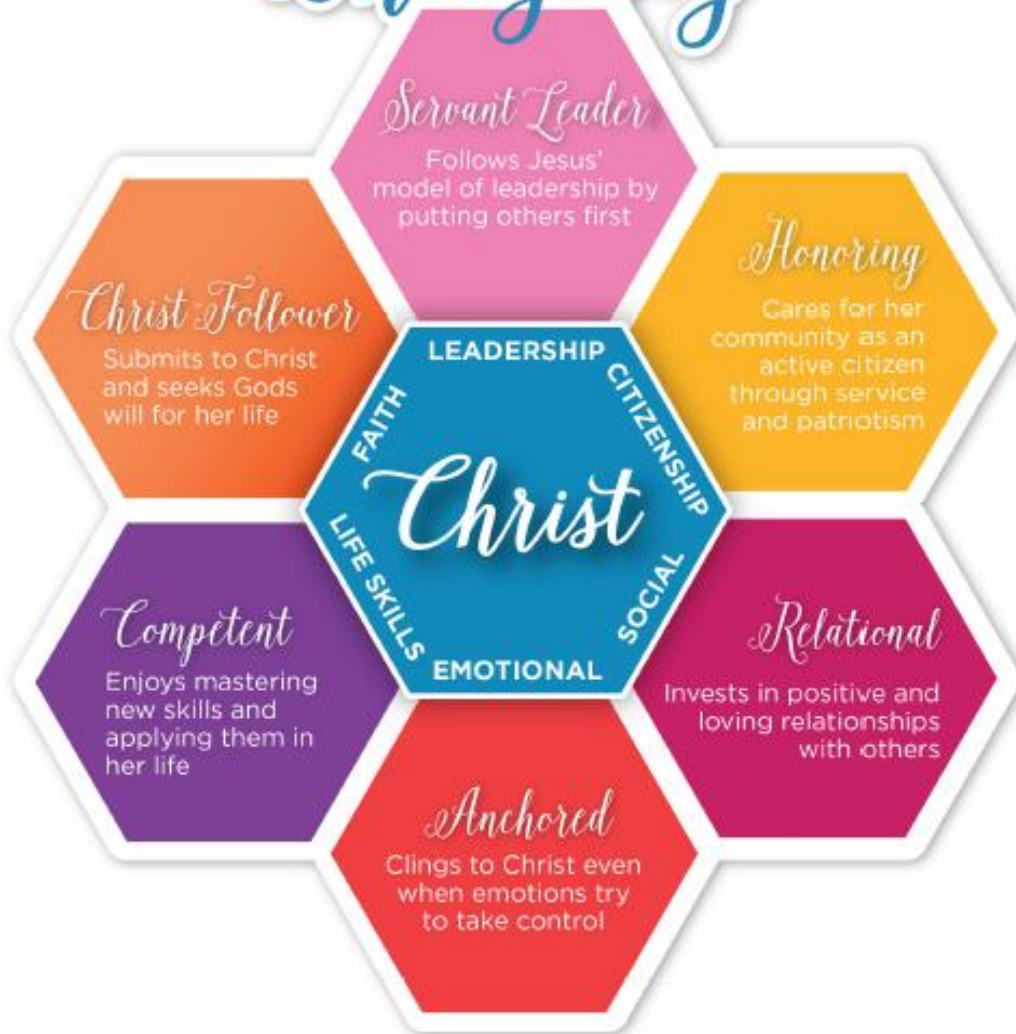 Servant Leader
Follows Jesus'
model of leadership by
putting others first
Honoring
Cares for her
community as an
active citizen
through service
and patriotism
Christ Follower
Submits to Christ
and seeks Gods
will for her life
LEADERSHIP
CITIZENSHIP
FAITH
Christ
LIFE SKILLS
SOCIAL
EMOTIONAL
Competent
Enjoys mastering
new skills and
applying them in
her life
Relational
Invests in positive and
loving relationships
with others
Anchored
Clings to Christ even
when emotions try
to take control